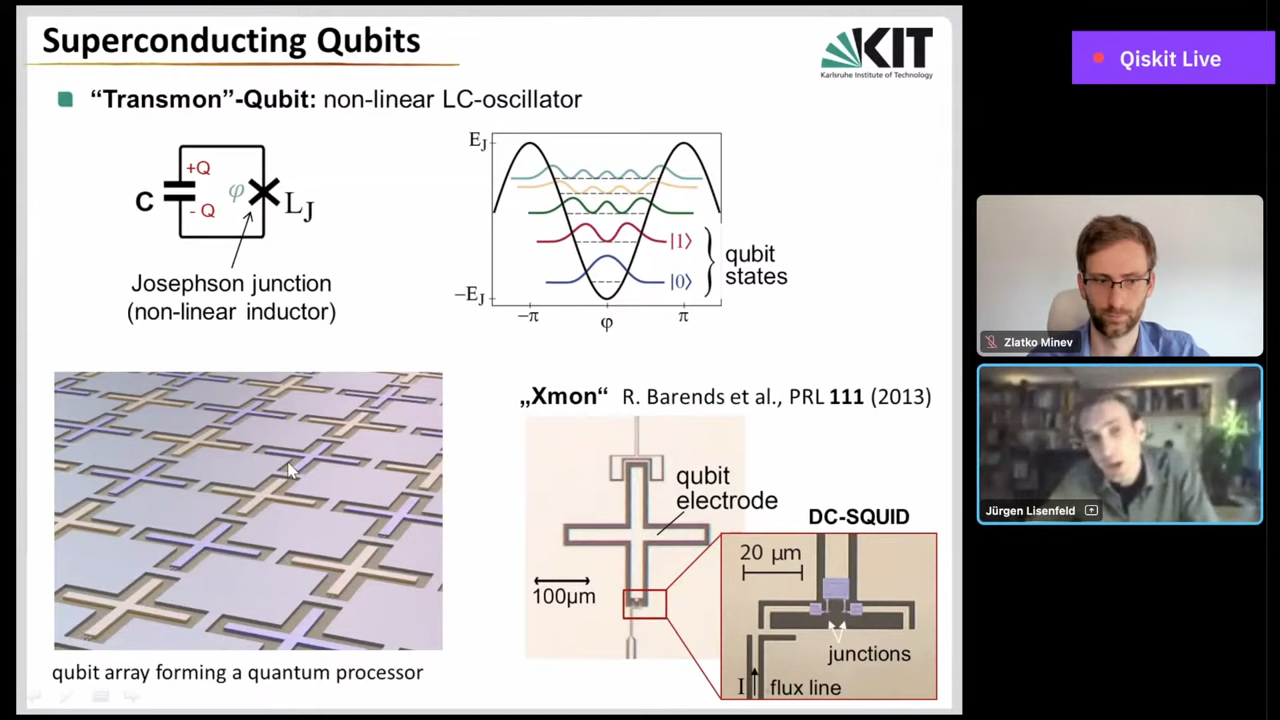 Superconducting Qubits
KIT
Karlsruhe Institute of Technology
Qiskit Live
"Transmon"-Qubit: non-linear LC-oscillator
C
+Q
- Q
φ
L_J
Josephson junction
(non-linear inductor)
E_J
−E_J
−π
φ
π
|1⟩
|0⟩
qubit
states
Zlatko Minev
Jürgen Lisenfeld
„Xmon“ R. Barends et al., PRL 111 (2013)
qubit
electrode
100µm
DC-SQUID
20 µm
junctions
I
flux line
qubit array forming a quantum processor